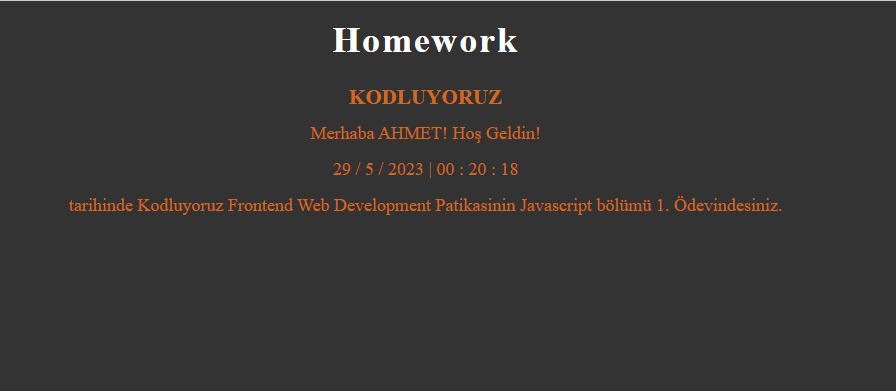 Homework
KODLUYORUZ
Merhaba AHMET! Hoş Geldin!
29 / 5 / 2023 | 00 : 20 : 18
tarihinde Kodluyoruz Frontend Web Development Patikasinin Javascript bölümü 1. Ödevindesiniz.